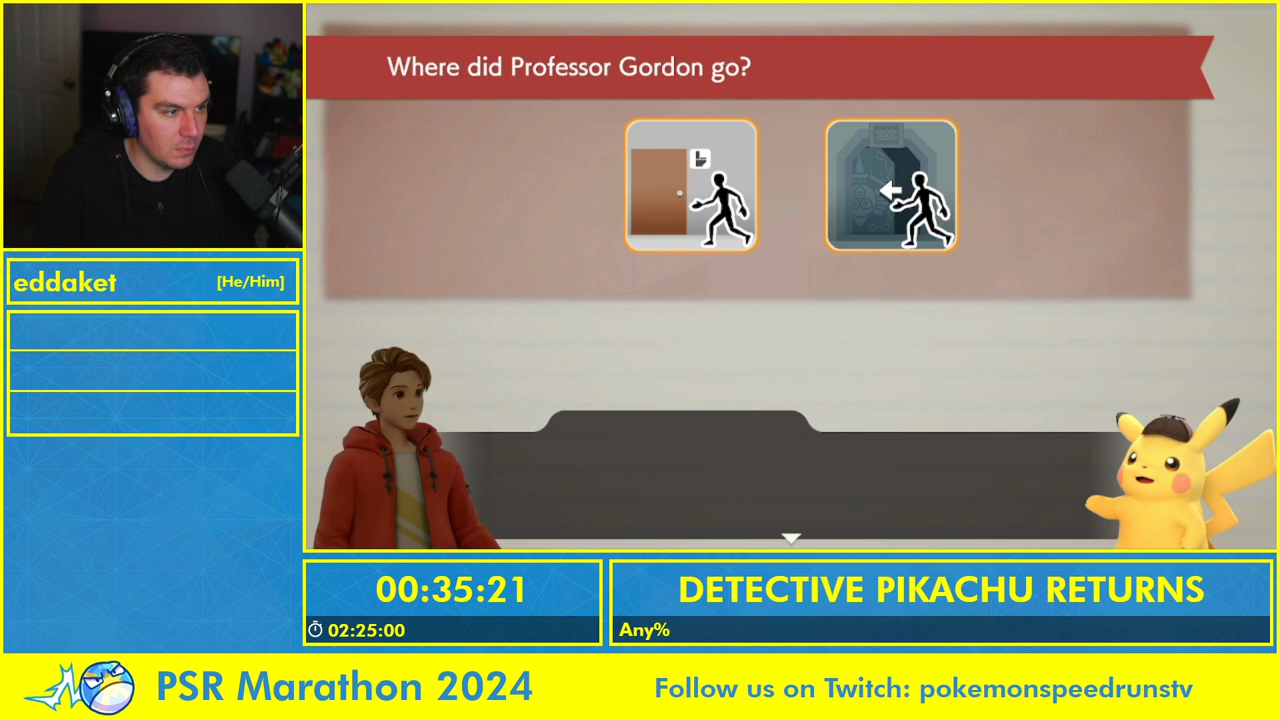 Where did Professor Gordon go?
eddaket
[He/Him]
00:35:21
02:25:00
DETECTIVE PIKACHU RETURNS
Any%
PSR Marathon 2024
Follow us on Twitch: pokemonspeedrunstv